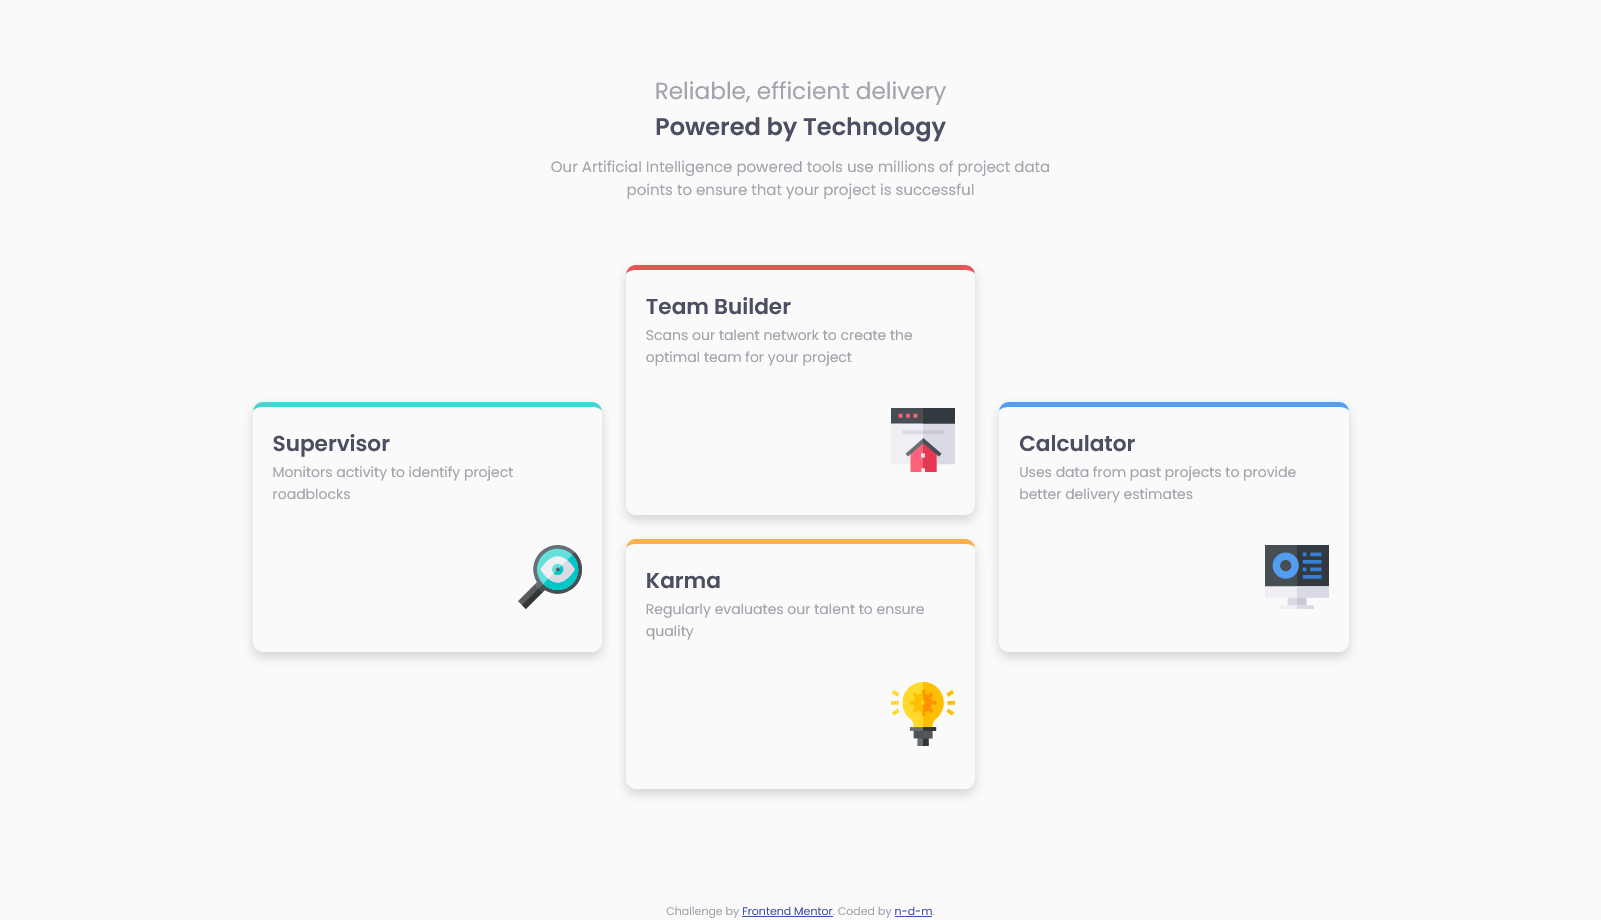 Reliable, efficient delivery
Powered by Technology
Our Artificial Intelligence powered tools use millions of project data
points to ensure that your project is successful
Supervisor
Monitors activity to identify project
roadblocks
Team Builder
Scans our talent network to create the
optimal team for your project
Karma
Regularly evaluates our talent to ensure
quality
Calculator
Uses data from past projects to provide
better delivery estimates
Challenge by Frontend Mentor. Coded by n-d-m.